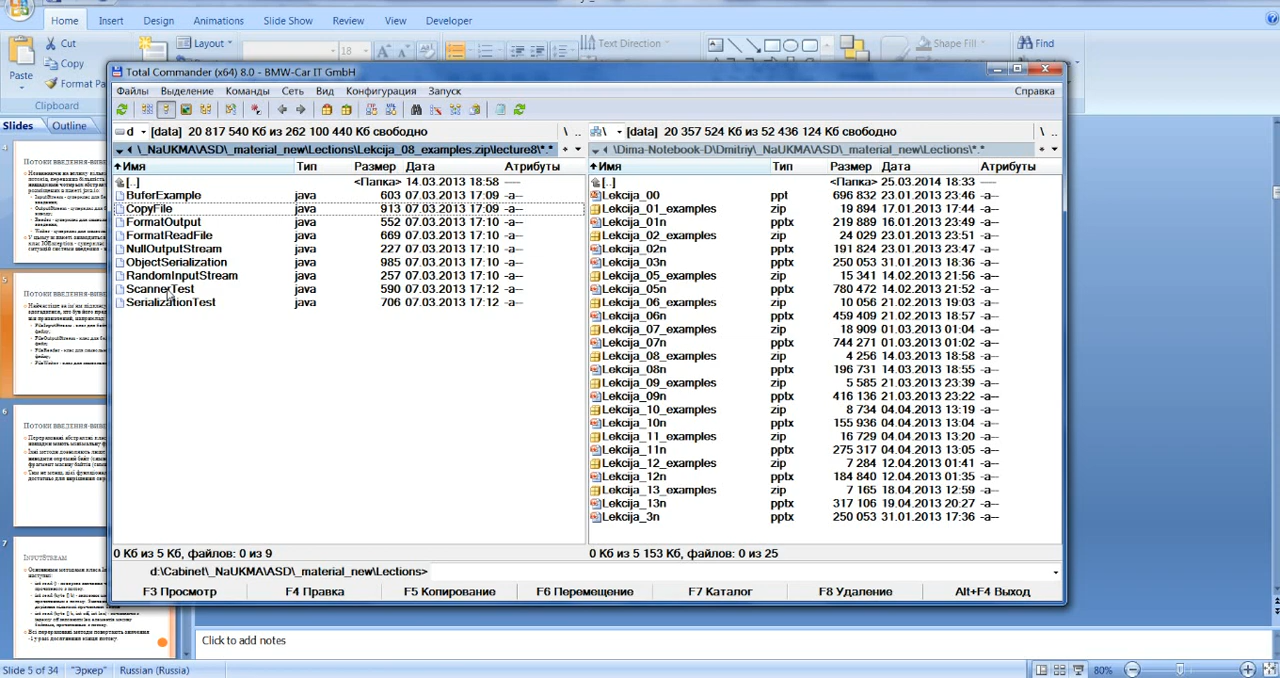 Home Insert Design Animations Slide Show Review View Developer
Cut Layout 18 Text Direction Shape Fill Find
Copy
Paste Format Pa
Clipboard
Slides Outline
Total Commander (x64) 8.0 - BMW-Car IT GmbH
Файлы Выделение Команды Сеть Вид Конфигурация Запуск Справка
d [data] 20 817 540 Кб из 262 100 440 Кб свободно \ ..
\_NaUKMA\ASD\_material_new\Lections\Lekcija_08_examples.zip\lecture8\*.*
Имя Тип Размер Дата Атрибуты
[..] <Папка> 14.03.2013 17:20 ----
BuferExample java 603 07.03.2013 17:09 -a--
CopyFile java 620 07.03.2013 17:10 -a--
FormatOutput java 552 07.03.2013 17:10 -a--
FormatReadFile java 669 07.03.2013 17:10 -a--
NullOutputStream java 227 07.03.2013 17:10 -a--
ObjectSerialization java 985 07.03.2013 17:10 -a--
RandomInputStream java 257 07.03.2013 17:10 -a--
ScannerTest java 590 07.03.2013 17:12 -a--
SerializationTest java 706 07.03.2013 17:12 -a--
0 Кб из 5 Кб, файлов: 0 из 9
\ [data] 20 357 524 Кб из 52 436 124 Кб свободно \ ..
\\Dima-Notebook-D\Dmitriy\_NaUKMA\ASD\_material_new\Lections\*.*
Имя Тип Размер Дата Атрибуты
[..] <Папка> 25.03.2024 18:33 ----
Lekcija_00 pptx 696 832 23.01.2013 23:46 -a--
Lekcija_01_examples zip 19 894 17.01.2013 17:44 -a--
Lekcija_01n pptx 270 289 16.01.2013 23:49 -a--
Lekcija_02_examples zip 24 029 23.01.2013 23:51 -a--
Lekcija_02n pptx 191 824 23.01.2013 23:47 -a--
Lekcija_03n pptx 250 053 31.01.2013 17:36 -a--
Lekcija_05_examples zip 15 341 14.02.2013 21:56 -a--
Lekcija_05n pptx 780 472 14.02.2013 21:58 -a--
Lekcija_06_examples zip 10 056 21.02.2013 19:03 -a--
Lekcija_06n pptx 459 409 21.02.2013 18:57 -a--
Lekcija_07_examples zip 18 909 01.03.2013 01:04 -a--
Lekcija_07n pptx 744 271 01.03.2013 01:02 -a--
Lekcija_08_examples zip 4 258 14.03.2013 18:58 -a--
Lekcija_08n pptx 196 731 14.03.2013 18:55 -a--
Lekcija_09_examples zip 5 585 21.03.2013 23:39 -a--
Lekcija_09n pptx 416 136 21.03.2013 23:22 -a--
Lekcija_10_examples zip 8 734 04.04.2013 13:19 -a--
Lekcija_10n pptx 155 936 04.04.2013 13:04 -a--
Lekcija_11_examples zip 16 729 04.04.2013 13:20 -a--
Lekcija_11n pptx 275 317 04.04.2013 13:05 -a--
Lekcija_12_examples zip 7 284 12.04.2013 01:41 -a--
Lekcija_12n pptx 184 840 12.04.2013 01:35 -a--
Lekcija_13_examples zip 7 165 18.04.2013 12:59 -a--
Lekcija_13n pptx 317 106 19.04.2013 20:27 -a--
Lekcija_3n pptx 250 053 31.01.2013 17:36 -a--
0 Кб из 5 153 Кб, файлов: 0 из 25
d:\Cabinet\_NaUKMA\ASD\_material_new\Lections>
F3 Просмотр F4 Правка F5 Копирование F6 Перемещение F7 Каталог F8 Удаление Alt+F4 Выход
4
5
6
7
InputStream
Click to add notes
Slide 5 of 34 "Эркер" Russian (Russia) 80%